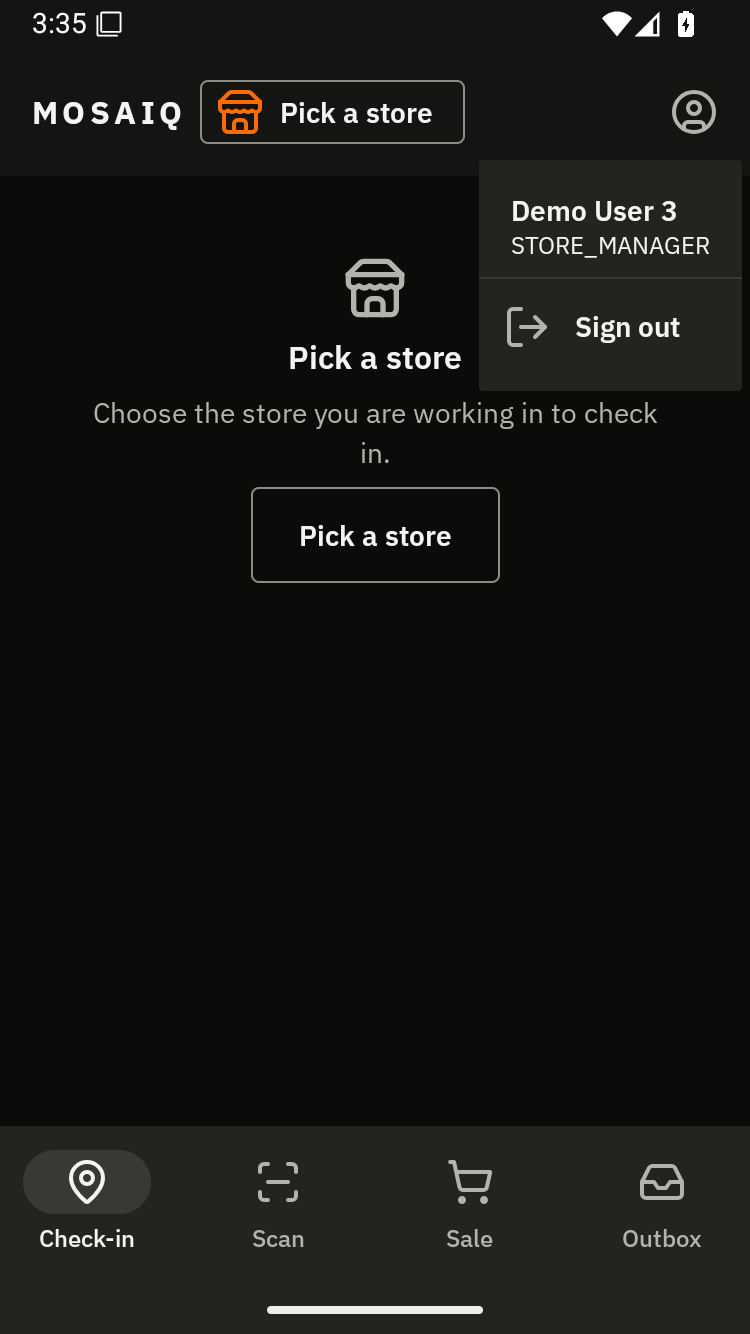 3:35
MOSAIQ
Pick a store
Demo User 3
STORE_MANAGER
Sign out
Pick a store
Choose the store you are working in to check
in.
Pick a store
Check-in
Scan
Sale
Outbox